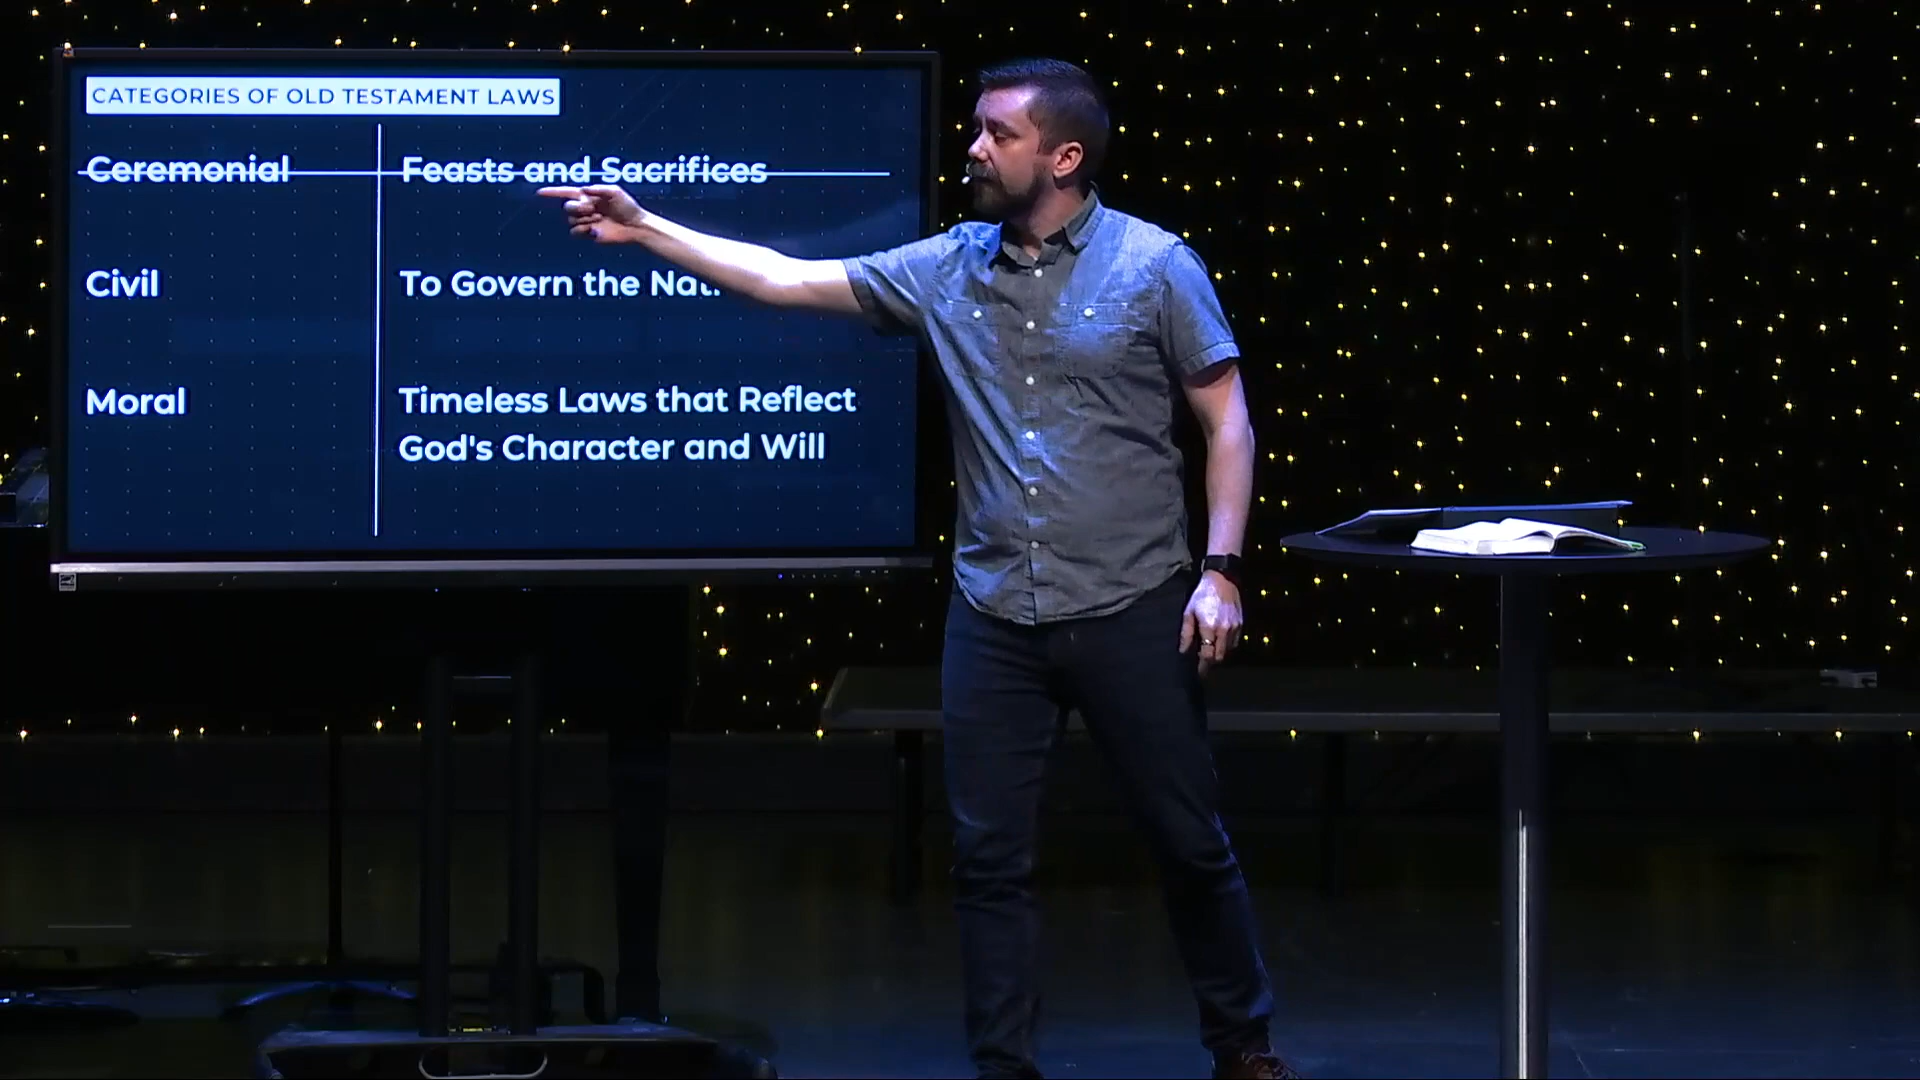 CATEGORIES OF OLD TESTAMENT LAWS
Ceremonial
Feasts and Sacrifices
Civil
To Govern the
Moral
Timeless Laws that Reflect
God's Character and Will